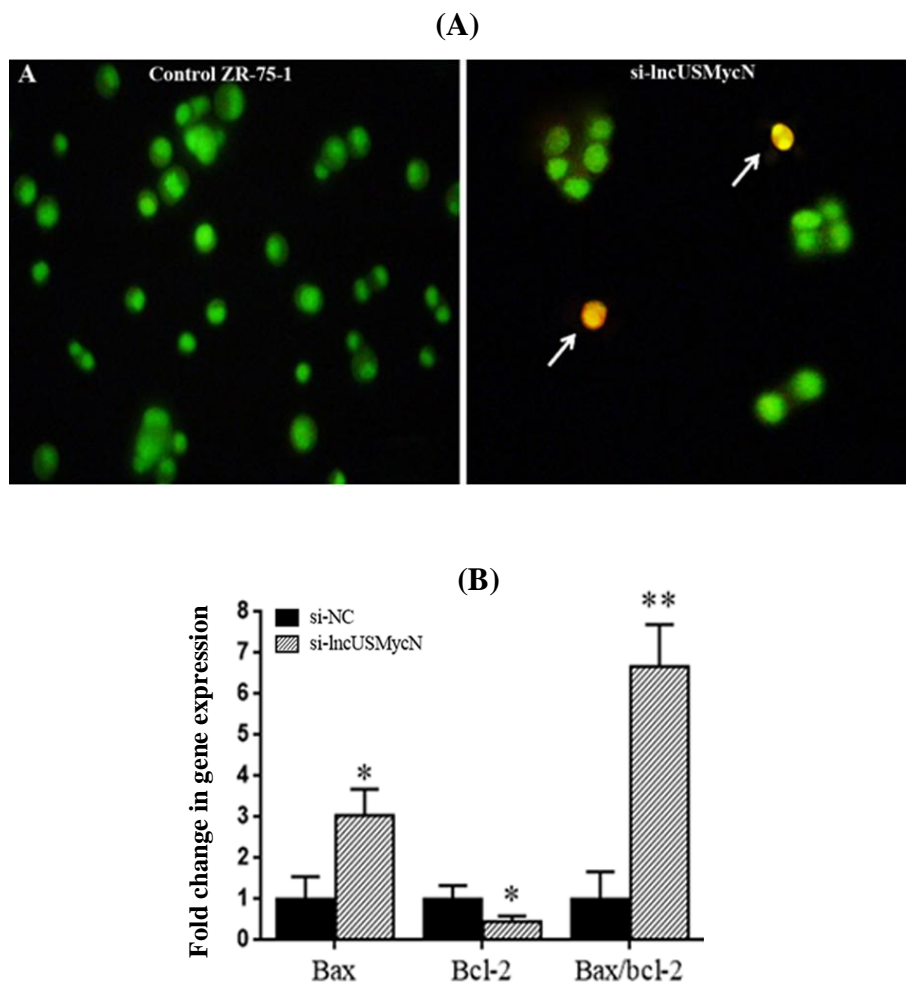 (A)
A Control ZR-75-1 si-lncUSMycN
(B)
Fold change in gene expression
8
7
6
5
4
3
2
1
0
si-NC
si-lncUSMycN
*
*
**
Bax Bcl-2 Bax/bcl-2